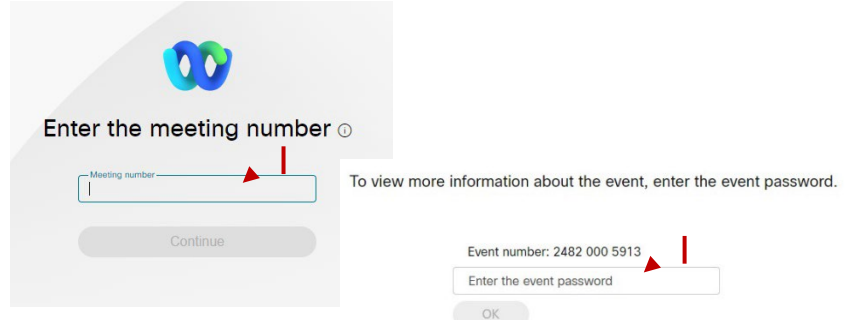 Enter the meeting number
Meeting number
Continue
To view more information about the event, enter the event password.
Event number: 2482 000 5913
Enter the event password
OK